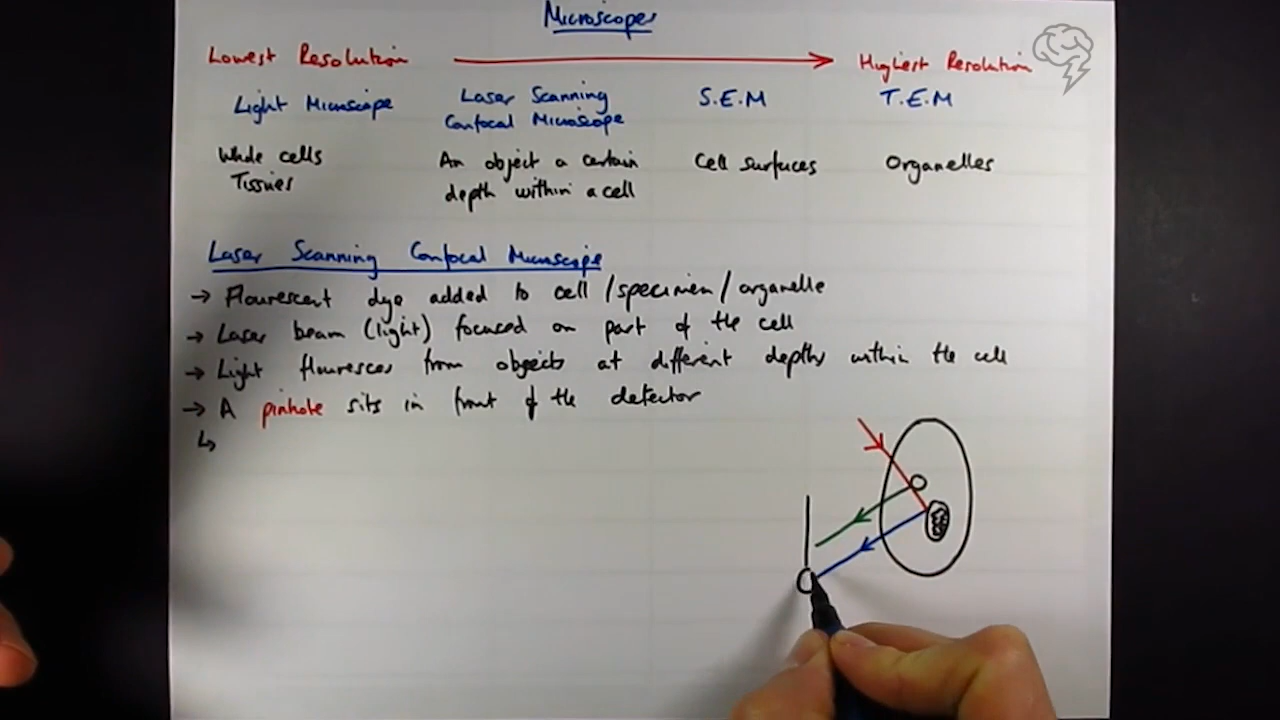 Microscopes
Lowest Resolution → Highest Resolution
Light Microscope
Laser Scanning
Confocal Microscope
S.E.M
T.E.M
Whole cells
Tissues
An object a certain
depth within a cell
Cell surfaces
Organelles
Laser Scanning Confocal Microscope
→ Flourescent dye added to cell/specimen/organelle
→ Laser beam (light) focused on part of the cell
→ Light flouresces from objects at different depths within the cell
→ A pinhole sits in front of the detector
↳